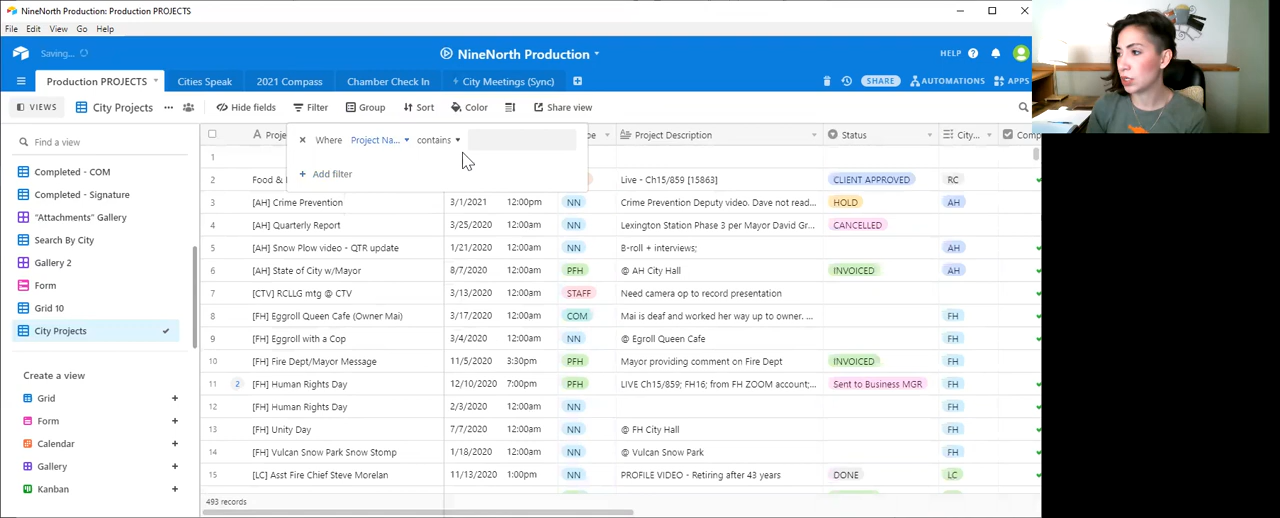 NineNorth Production: Production PROJECTS
File Edit View Go Help
Saving... NineNorth Production HELP
Production PROJECTS Cities Speak 2021 Compass Chamber Check In City Meetings (Sync) SHARE AUTOMATIONS APPS
VIEWS City Projects Hide fields Filter Group Sort Color Share view
Find a view
Completed - COM
Completed - Signature
"Attachments" Gallery
Search By City
Gallery 2
Form
Grid 10
City Projects
Create a view
Grid
Form
Calendar
Gallery
Kanban
Where Project Na... contains
Add filter
Project Description Status City...
1
2 Food & Live - Ch15/859 [15863] CLIENT APPROVED RC
3 [AH] Crime Prevention 3/1/2021 12:00pm NN Crime Prevention Deputy video. Dave not read... HOLD AH
4 [AH] Quarterly Report 3/25/2020 12:00am NN Lexington Station Phase 3 per Mayor David Gr... CANCELLED
5 [AH] Snow Plow video - QTR update 1/21/2020 12:00am NN B-roll + interviews; AH
6 [AH] State of City w/Mayor 8/7/2020 12:00am PFH @ AH City Hall INVOICED AH
7 [CTV] RCLLG mtg @ CTV 3/13/2020 12:00am STAFF Need camera op to record presentation
8 [FH] Eggroll Queen Cafe (Owner Mai) 3/17/2020 12:00am COM Mai is deaf and worked her way up to owner. ... FH
9 [FH] Eggroll with a Cop 3/4/2020 12:00am NN @ Egroll Queen Cafe FH
10 [FH] Fire Dept/Mayor Message 11/5/2020 3:30pm PFH Mayor providing comment on Fire Dept INVOICED FH
11 2 [FH] Human Rights Day 12/10/2020 7:00pm PFH LIVE Ch15/859; FH16; from FH ZOOM account;... Sent to Business MGR FH
12 [FH] Human Rights Day 2/3/2020 12:00am NN FH
13 [FH] Unity Day 7/7/2020 12:00am NN @ FH City Hall FH
14 [FH] Vulcan Snow Park Snow Stomp 1/18/2020 12:00am NN @ Vulcan Snow Park FH
15 [LC] Asst Fire Chief Steve Morelan 11/13/2020 1:00pm NN PROFILE VIDEO - Retiring after 43 years DONE LC
493 records